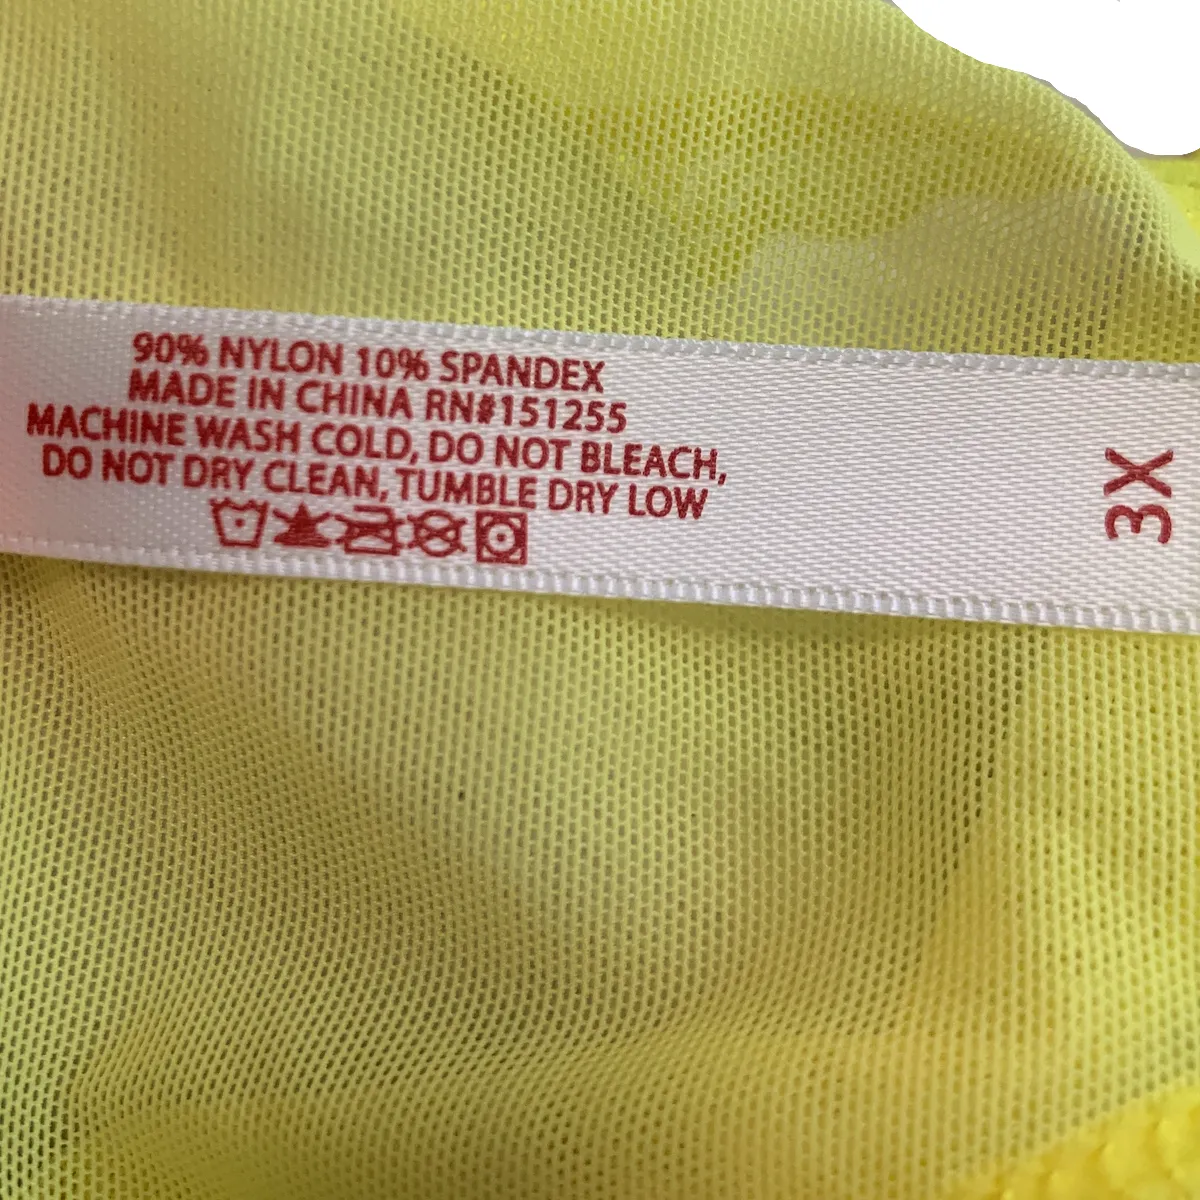 90% NYLON 10% SPANDEX
MADE IN CHINA RN#151255
MACHINE WASH COLD, DO NOT BLEACH,
DO NOT DRY CLEAN, TUMBLE DRY LOW
3X